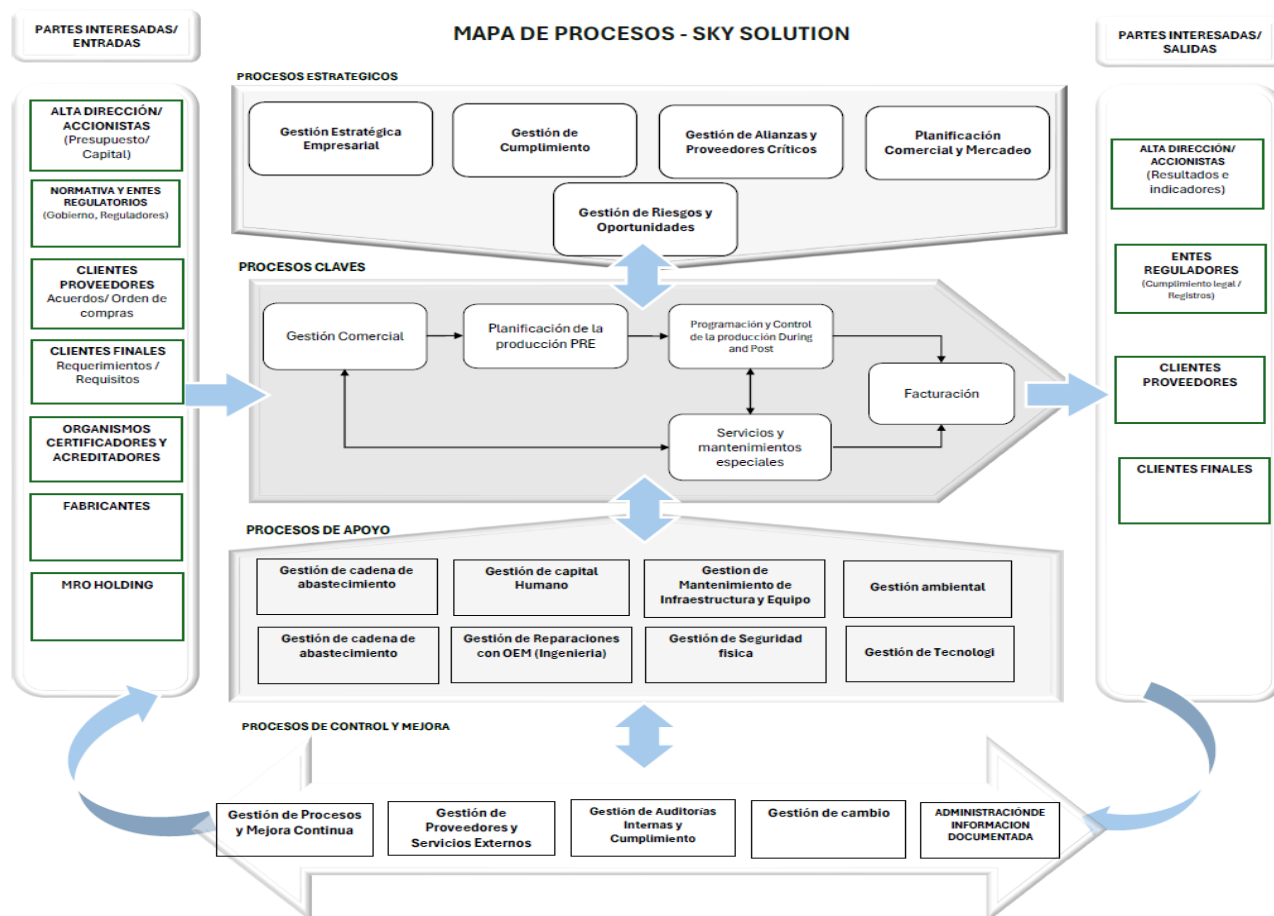 PARTES INTERESADAS/
ENTRADAS
MAPA DE PROCESOS - SKY SOLUTION
PARTES INTERESADAS/
SALIDAS
ALTA DIRECCIÓN/
ACCIONISTAS
(Presupuesto/
Capital)
NORMATIVA Y ENTES
REGULATORIOS
(Gobierno, Reguladores)
CLIENTES
PROVEEDORES
Acuerdos/ Orden de
compras
CLIENTES FINALES
Requerimientos /
Requisitos
ORGANISMOS
CERTIFICADORES Y
ACREDITADORES
FABRICANTES
MRO HOLDING
PROCESOS ESTRATEGICOS
Gestión Estratégica
Empresarial
Gestión de
Cumplimiento
Gestión de Alianzas y
Proveedores Críticos
Planificación
Comercial y Mercadeo
Gestión de Riesgos y
Oportunidades
PROCESOS CLAVES
Gestión Comercial
Planificación de la
producción PRE
Programación y Control
de la producción During
and Post
Servicios y
mantenimientos
especiales
Facturación
PROCESOS DE APOYO
Gestión de cadena de
abastecimiento
Gestión de capital
Humano
Gestion de
Mantenimiento de
Infraestructura y Equipo
Gestión ambiental
Gestión de cadena de
abastecimiento
Gestión de Reparaciones
con OEM (Ingenieria)
Gestión de Seguridad
fisica
Gestión de Tecnologi
PROCESOS DE CONTROL Y MEJORA
Gestión de Procesos
y Mejora Continua
Gestión de
Proveedores y
Servicios Externos
Gestión de Auditorías
Internas y
Cumplimiento
Gestión de cambio
ADMINISTRACIÓNDE
INFORMACION
DOCUMENTADA
ALTA DIRECCIÓN/
ACCIONISTAS
(Resultados e
indicadores)
ENTES
REGULADORES
(Cumplimiento legal /
Registros)
CLIENTES
PROVEEDORES
CLIENTES FINALES